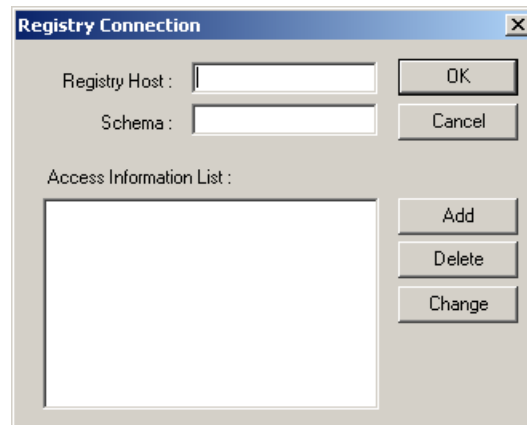 Registry Connection
Registry Host :
OK
Schema :
Cancel
Access Information List :
Add
Delete
Change